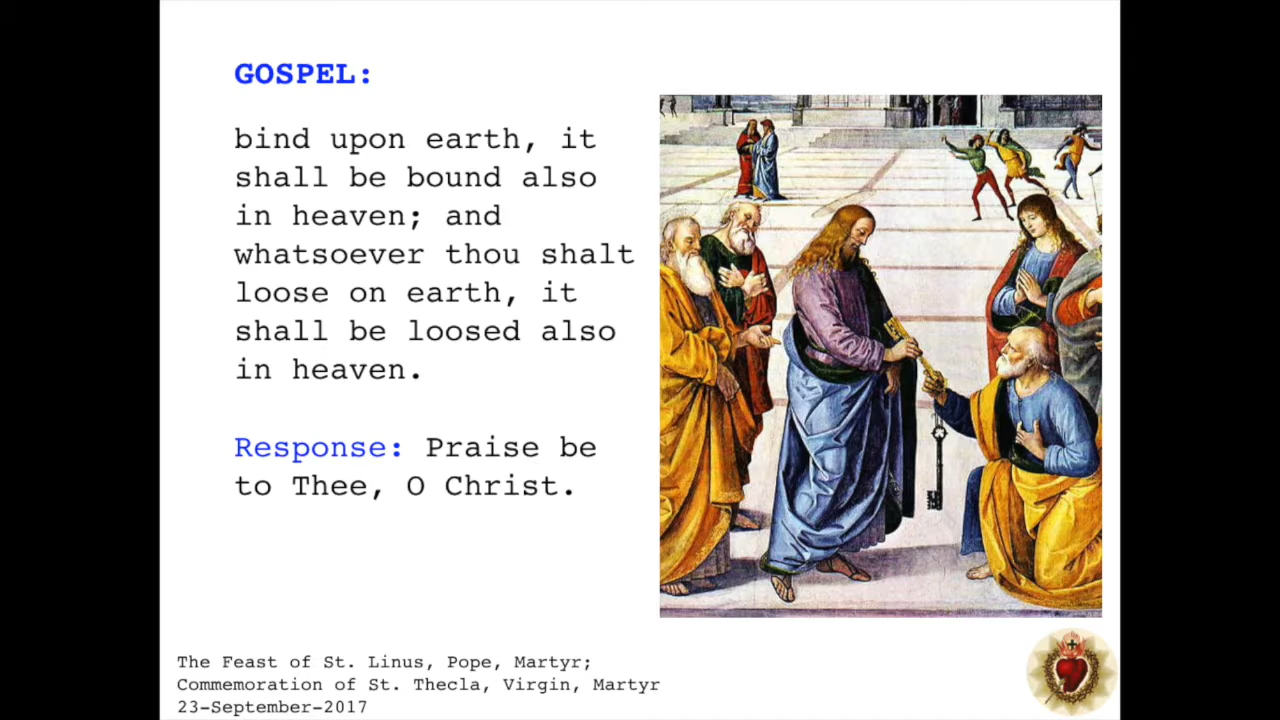 GOSPEL:
bind upon earth, it
shall be bound also
in heaven; and
whatsoever thou shalt
loose on earth, it
shall be loosed also
in heaven.
Response: Praise be
to Thee, O Christ.
The Feast of St. Linus, Pope, Martyr;
Commemoration of St. Thecla, Virgin, Martyr
23-September-2017